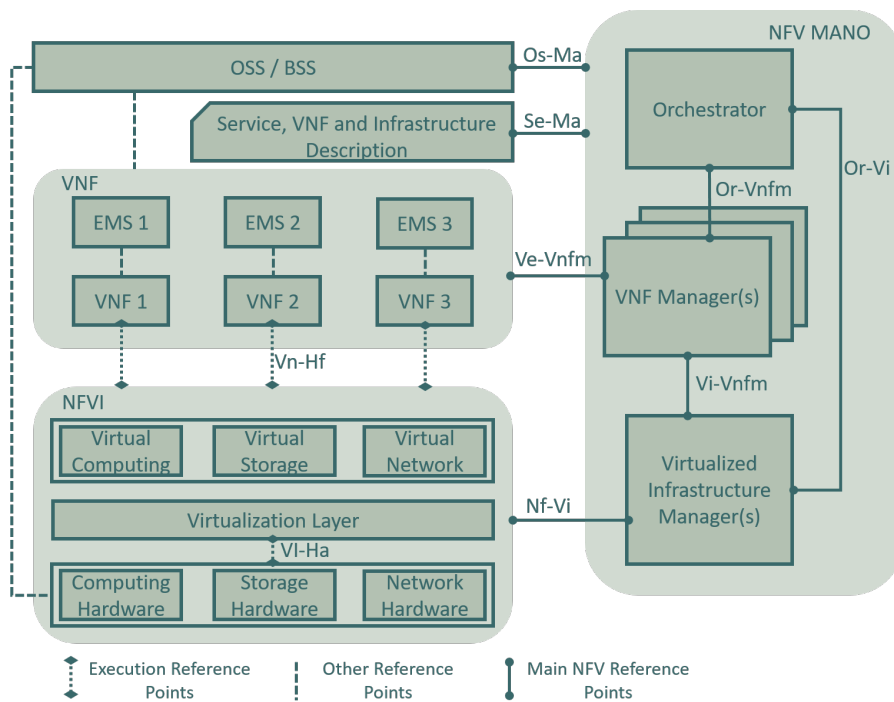 NFV MANO
OSS / BSS
Os-Ma
Service, VNF and Infrastructure
Description
Se-Ma
Orchestrator
Or-Vi
Or-Vnfm
VNF
EMS 1
EMS 2
EMS 3
VNF 1
VNF 2
VNF 3
Ve-Vnfm
VNF Manager(s)
Vn-Hf
Vi-Vnfm
NFVI
Virtual
Computing
Virtual
Storage
Virtual
Network
Virtualization Layer
Nf-Vi
Virtualized
Infrastructure
Manager(s)
VI-Ha
Computing
Hardware
Storage
Hardware
Network
Hardware
Execution Reference
Points
Other Reference
Points
Main NFV Reference
Points